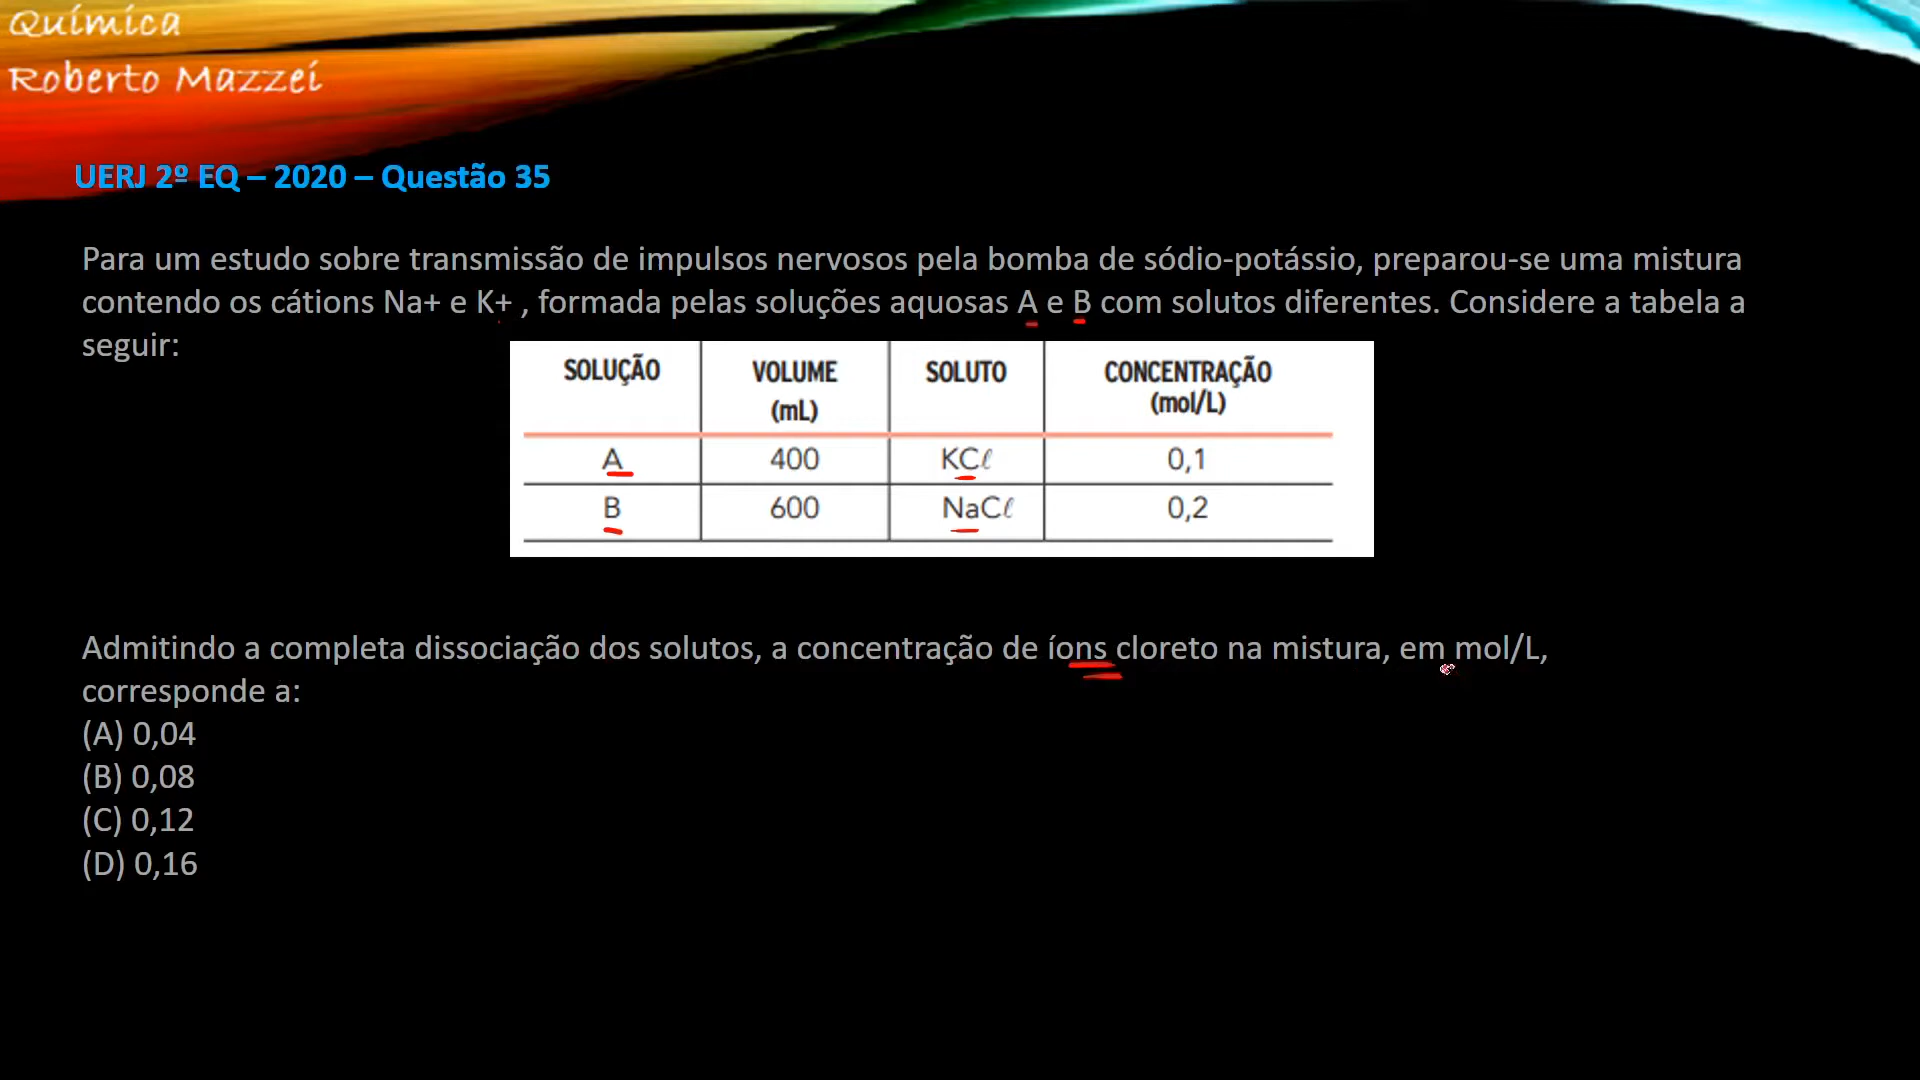 Química
Roberto Mazzei
UERJ 2º EQ – 2020 – Questão 35
Para um estudo sobre transmissão de impulsos nervosos pela bomba de sódio-potássio, preparou-se uma mistura
contendo os cátions Na+ e K+ , formada pelas soluções aquosas A e B com solutos diferentes. Considere a tabela a
seguir:
SOLUÇÃO VOLUME (mL) SOLUTO CONCENTRAÇÃO (mol/L)
A 400 KCℓ 0,1
B 600 NaCℓ 0,2
Admitindo a completa dissociação dos solutos, a concentração de íons cloreto na mistura, em mol/L,
corresponde a:
(A) 0,04
(B) 0,08
(C) 0,12
(D) 0,16